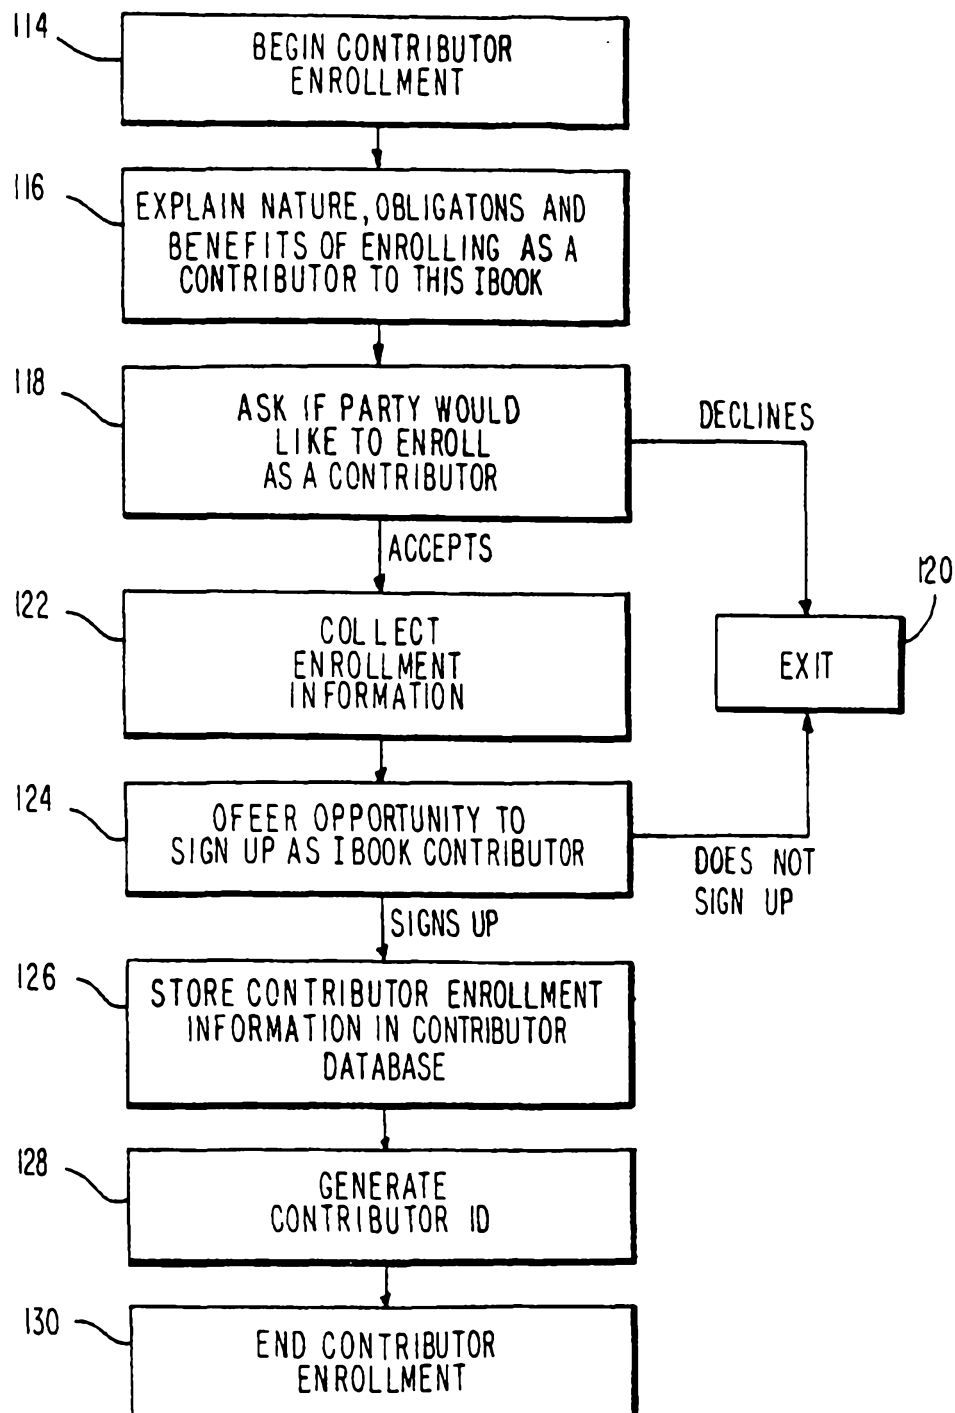 114
BEGIN CONTRIBUTOR
ENROLLMENT
116
EXPLAIN NATURE, OBLIGATONS AND
BENEFITS OF ENROLLING AS A
CONTRIBUTOR TO THIS IBOOK
118
ASK IF PARTY WOULD
LIKE TO ENROLL
AS A CONTRIBUTOR
DECLINES
ACCEPTS
120
EXIT
122
COLLECT
ENROLLMENT
INFORMATION
124
OFEER OPPORTUNITY TO
SIGN UP AS IBOOK CONTRIBUTOR
DOES NOT
SIGN UP
SIGNS UP
126
STORE CONTRIBUTOR ENROLLMENT
INFORMATION IN CONTRIBUTOR
DATABASE
128
GENERATE
CONTRIBUTOR ID
130
END CONTRIBUTOR
ENROLLMENT